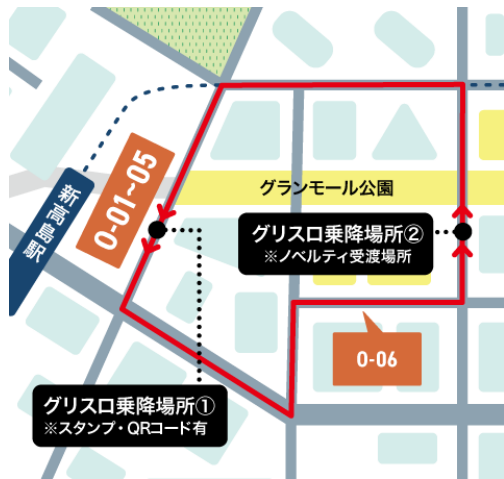 新高島駅
O-01~05
グランモール公園
グリスロ乗降場所②
※ノベルティ受渡場所
O-06
グリスロ乗降場所①
※スタンプ・QRコード有